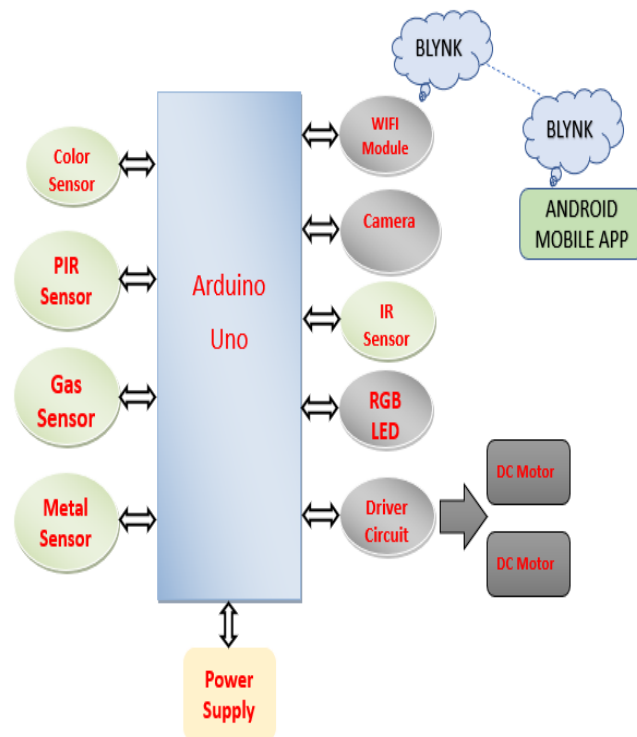 BLYNK
BLYNK
ANDROID
MOBILE APP
Color
Sensor
PIR
Sensor
Gas
Sensor
Metal
Sensor
Arduino
Uno
WIFI
Module
Camera
IR
Sensor
RGB
LED
Driver
Circuit
DC Motor
DC Motor
Power
Supply